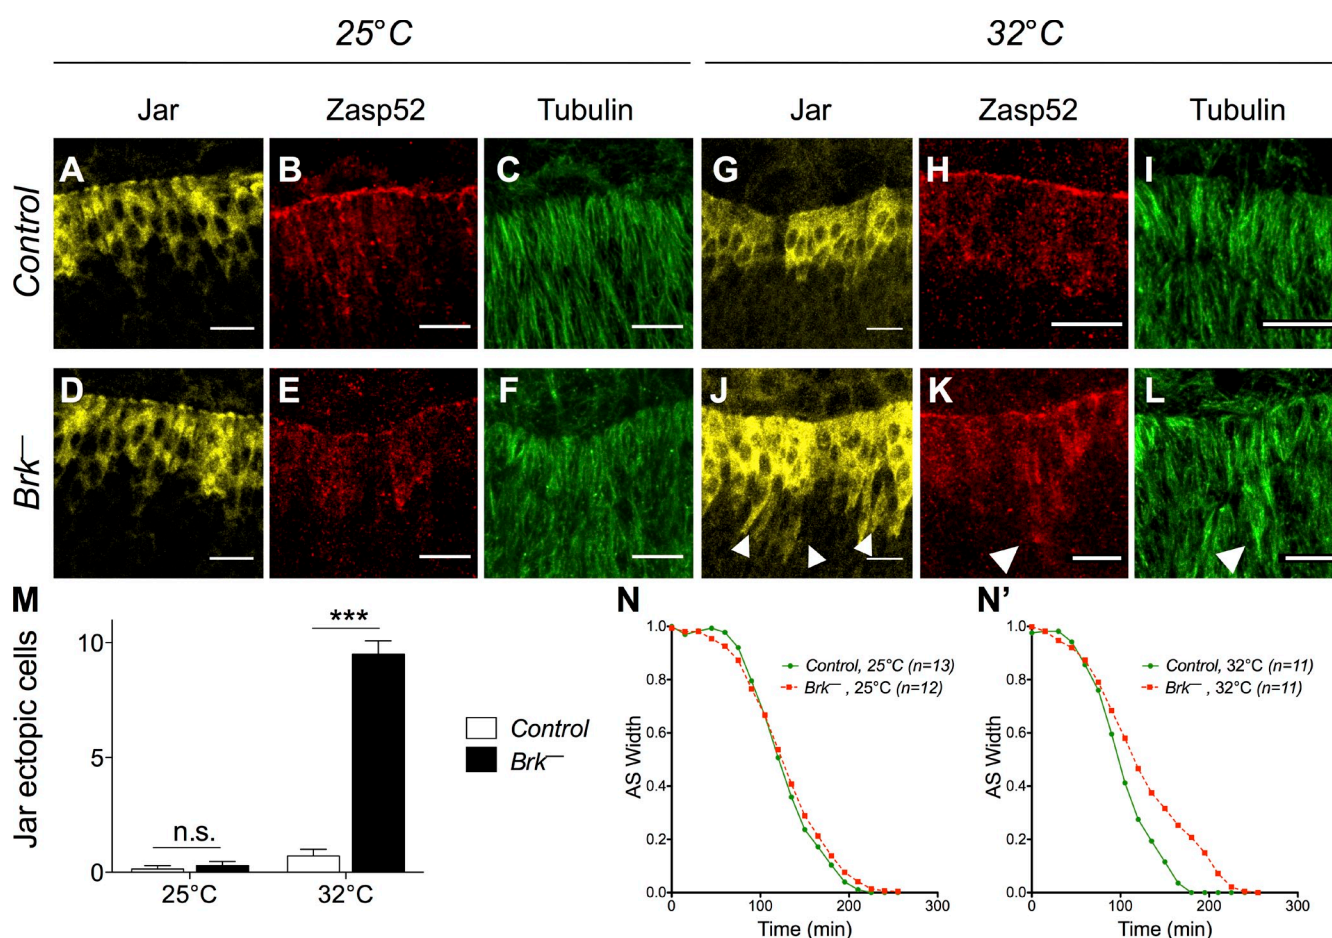 25°C 32°C
Jar Zasp52 Tubulin Jar Zasp52 Tubulin
Control
A B C G H I
Brk—
D E F J K L
M
Jar ectopic cells
10
5
0
n.s.
***
25°C 32°C
Control
Brk—
N
AS Width
1.0
0.8
0.6
0.4
0.2
0.0
0 100 200 300
Time (min)
Control, 25°C (n=13)
Brk— , 25°C (n=12)
N’
AS Width
1.0
0.8
0.6
0.4
0.2
0.0
0 100 200 300
Time (min)
Control, 32°C (n=11)
Brk— , 32°C (n=11)